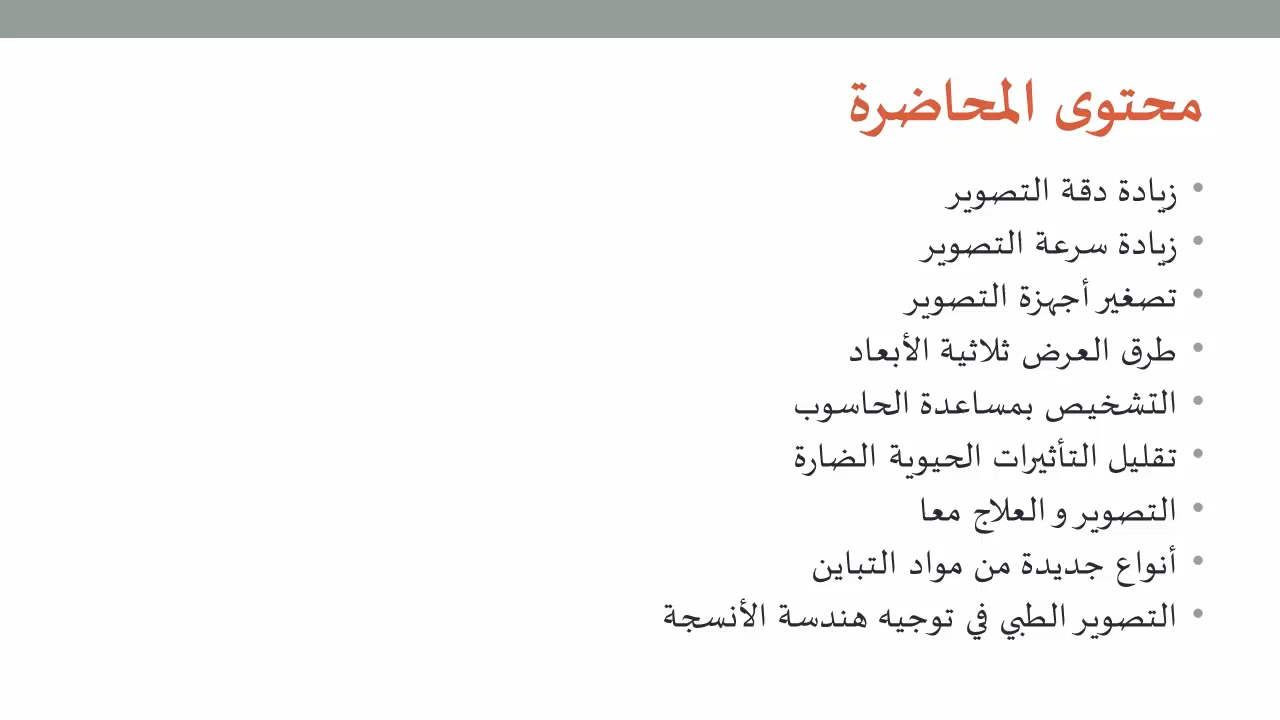 محتوى المحاضرة
• زيادة دقة التصوير
• زيادة سرعة التصوير
• تصغير أجهزة التصوير
• طرق العرض ثلاثية الأبعاد
• التشخيص بمساعدة الحاسوب
• تقليل التأثيرات الحيوية الضارة
• التصوير و العلاج معا
• أنواع جديدة من مواد التباين
• التصوير الطبي في توجيه هندسة الأنسجة